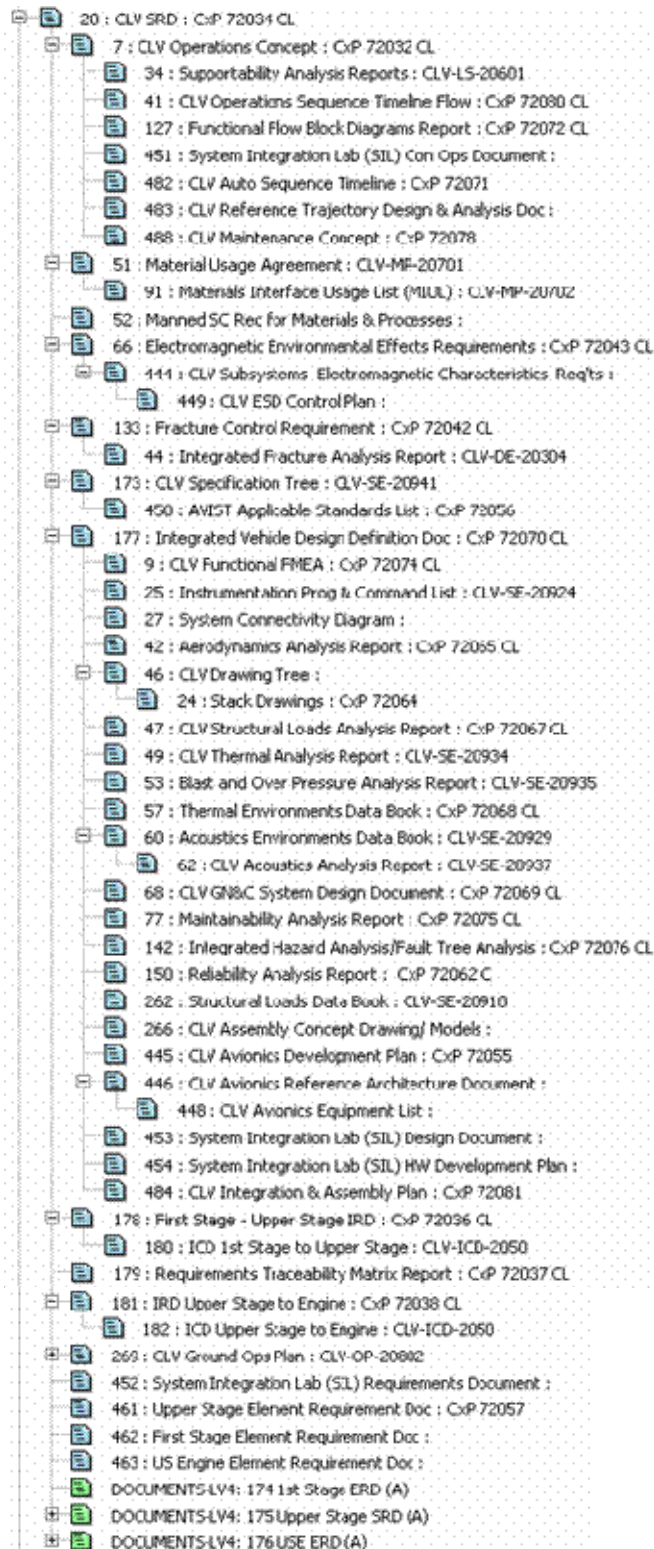 20 : CLV SRD : CxP 72034 CL
7 : CLV Operations Concept : CxP 72032 CL
34 : Supportability Analysis Reports : CLV-LS-20601
41 : CLV Operations Sequence Timeline Flow : CxP 72080 CL
127 : Functional Flow Block Diagrams Report : CxP 72072 CL
451 : System Integration Lab (SIL) Con Ops Document :
482 : CLV Auto Sequence Timeline : CxP 72071
483 : CLV Reference Trajectory Design & Analysis Doc :
488 : CLV Maintenance Concept : CxP 72078
51 : Material Usage Agreement : CLV-MP-20701
91 : Materials Interface Usage List (MIUL) : CLV-MP-20702
52 : Manned SC Rec for Materials & Processes :
66 : Electromagnetic Environmental Effects Requirements : CxP 72043 CL
444 : CLV Subsystems Electromagnetic Characteristics Req'ts :
449 : CLV ESD Control Plan :
133 : Fracture Control Requirement : CxP 72042 CL
44 : Integrated Fracture Analysis Report : CLV-DE-20304
173 : CLV Specification Tree : CLV-SE-20941
450 : AVIST Applicable Standards List : CxP 72056
177 : Integrated Vehicle Design Definition Doc : CxP 72070 CL
9 : CLV Functional FMEA : CxP 72074 CL
25 : Instrumentation Prog & Command List : CLV-SE-20924
27 : System Connectivity Diagram :
42 : Aerodynamics Analysis Report : CxP 72065 CL
46 : CLV Drawing Tree :
24 : Stack Drawings : CxP 72064
47 : CLV Structural Loads Analysis Report : CxP 72067 CL
49 : CLV Thermal Analysis Report : CLV-SE-20934
53 : Blast and Over Pressure Analysis Report : CLV-SE-20935
57 : Thermal Environments Data Book : CxP 72068 CL
60 : Acoustics Environments Data Book : CLV-SE-20929
62 : CLV Acoustics Analysis Report : CLV-SE-20937
68 : CLV GN&C System Design Document : CxP 72069 CL
77 : Maintainability Analysis Report : CxP 72075 CL
142 : Integrated Hazard Analysis/Fault Tree Analysis : CxP 72076 CL
150 : Reliability Analysis Report : CxP 72062 C
262 : Structural Loads Data Book : CLV-SE-20910
266 : CLV Assembly Concept Drawing/ Models :
445 : CLV Avionics Development Plan : CxP 72055
446 : CLV Avionics Reference Architecture Document :
448 : CLV Avionics Equipment List :
453 : System Integration Lab (SIL) Design Document :
454 : System Integration Lab (SIL) HW Development Plan :
484 : CLV Integration & Assembly Plan : CxP 72081
178 : First Stage - Upper Stage IRD : CxP 72036 CL
180 : ICD 1st Stage to Upper Stage : CLV-ICD-2050
179 : Requirements Traceability Matrix Report : CxP 72037 CL
181 : IRD Upper Stage to Engine : CxP 72038 CL
182 : ICD Upper Stage to Engine : CLV-ICD-2050
269 : CLV Ground Ops Plan : CLV-OP-20802
452 : System Integration Lab (SIL) Requirements Document :
461 : Upper Stage Element Requirement Doc : CxP 72057
462 : First Stage Element Requirement Doc :
463 : US Engine Element Requirement Doc :
DOCUMENTS-LV4: 174 1st Stage ERD (A)
DOCUMENTS-LV4: 175 Upper Stage SRD (A)
DOCUMENTS-LV4: 176 USE ERD (A)